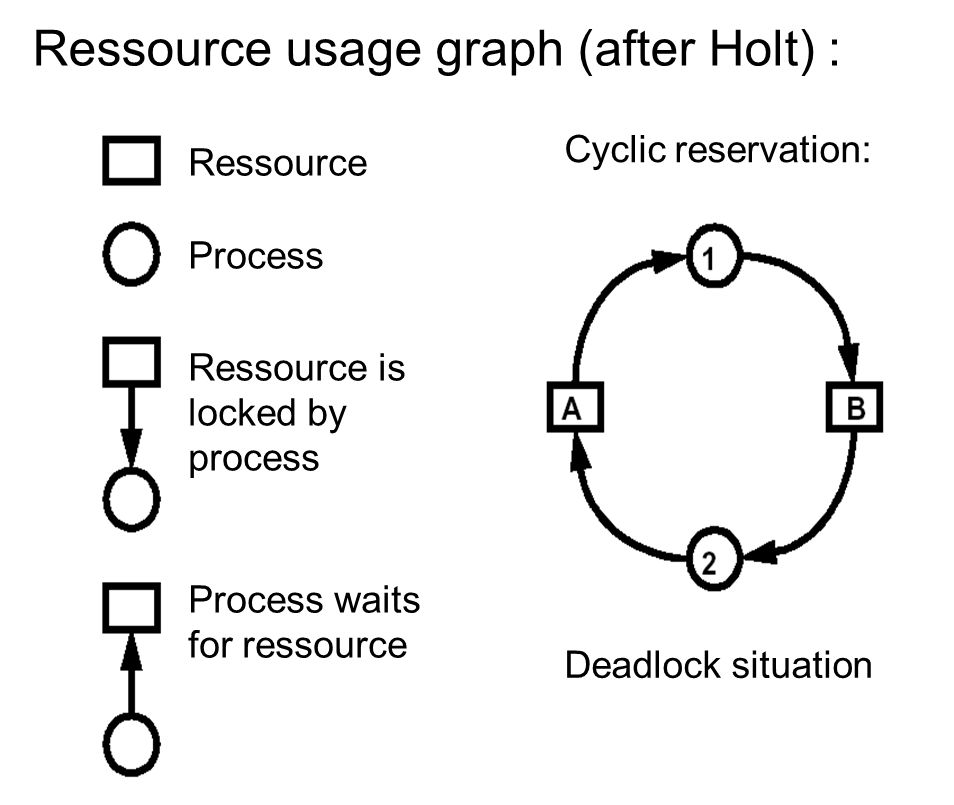 Ressource usage graph (after Holt) :
Ressource
Process
Ressource is
locked by
process
Process waits
for ressource
Cyclic reservation:
1
A
B
2
Deadlock situation